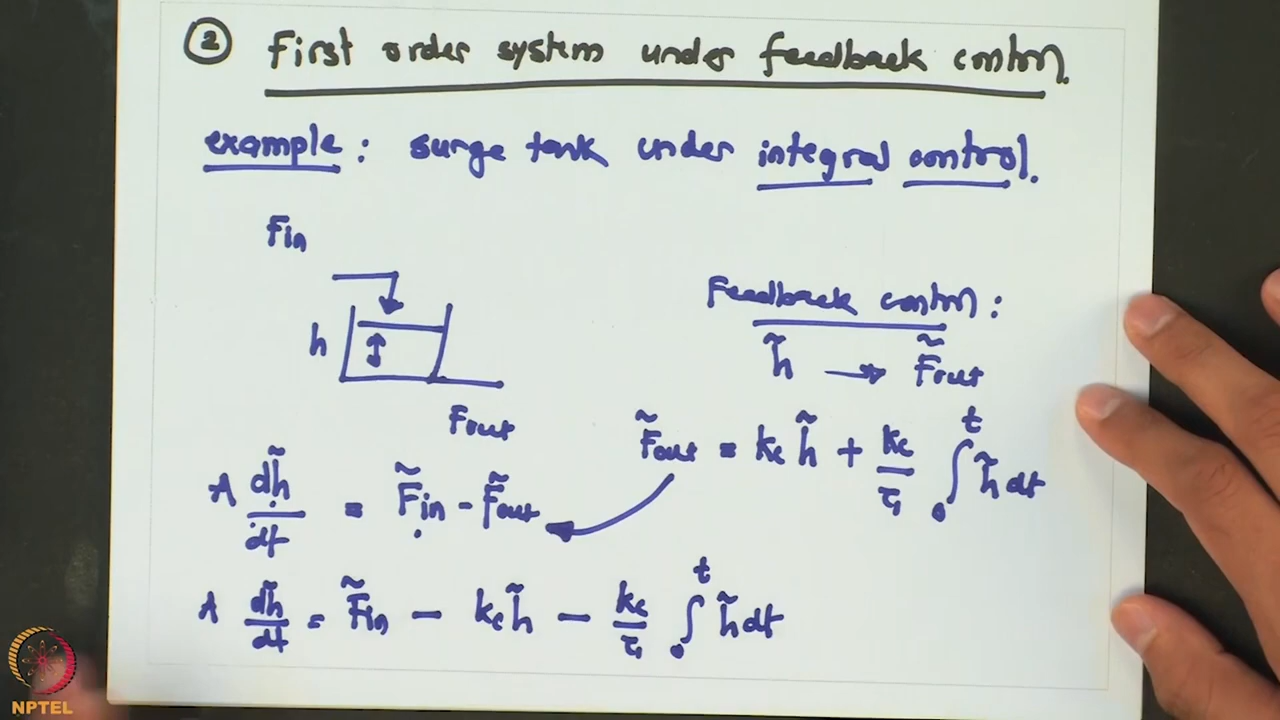 ② First order system under feedback control.
example: surge tank under integral control.
Fin
h
Fout
Feedback control:
h̃ → F̃out
F̃out = kc h̃ + kc/τI ∫₀ᵗ h̃ dt
A dh̃/dt = F̃in - F̃out
A dh̃/dt = F̃in - kc h̃ - kc/τI ∫₀ᵗ h̃ dt
NPTEL